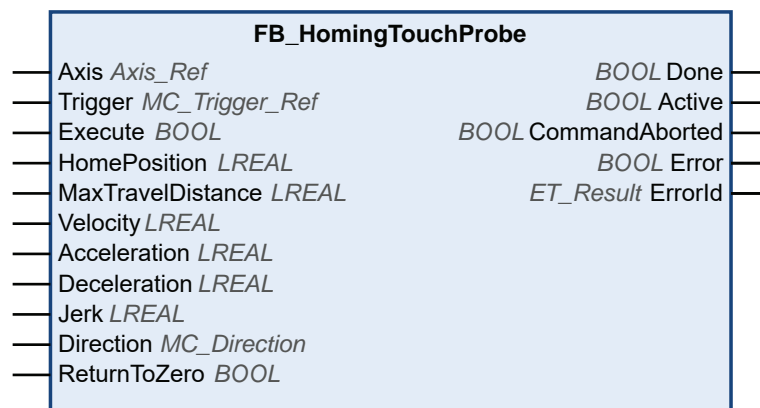 FB_HomingTouchProbe
Axis Axis_Ref BOOL Done
Trigger MC_Trigger_Ref BOOL Active
Execute BOOL BOOL CommandAborted
HomePosition LREAL BOOL Error
MaxTravelDistance LREAL ET_Result ErrorId
Velocity LREAL
Acceleration LREAL
Deceleration LREAL
Jerk LREAL
Direction MC_Direction
ReturnToZero BOOL